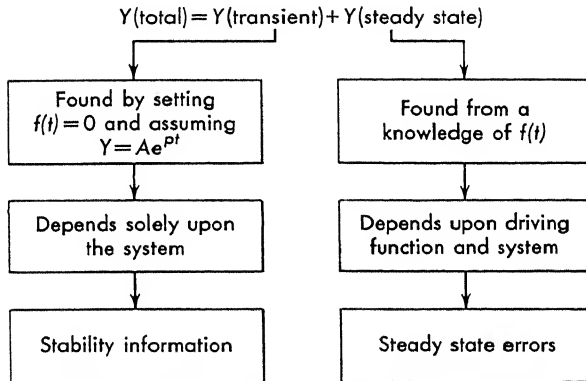 Y(total)=Y(transient)+Y(steady state)
Found by setting
f(t)=0 and assuming
Y=Ae^{pt}
Found from a
knowledge of f(t)
Depends solely upon
the system
Depends upon driving
function and system
Stability information
Steady state errors